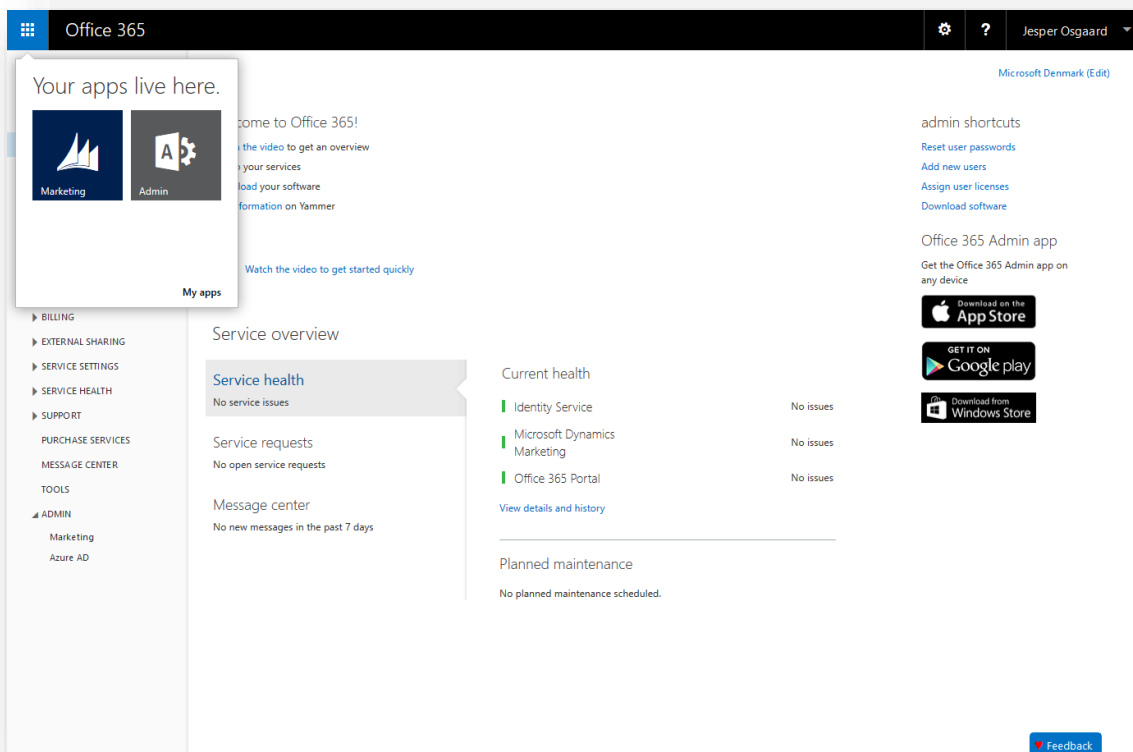 Office 365
?
Jesper Osgaard
Your apps live here.
Marketing
Admin
My apps
Microsoft Denmark (Edit)
come to Office 365!
the video to get an overview
your services
load your software
formation on Yammer
Watch the video to get started quickly
BILLING
EXTERNAL SHARING
SERVICE SETTINGS
SERVICE HEALTH
SUPPORT
PURCHASE SERVICES
MESSAGE CENTER
TOOLS
ADMIN
Marketing
Azure AD
Service overview
Service health
No service issues
Service requests
No open service requests
Message center
No new messages in the past 7 days
Current health
Identity Service No issues
Microsoft Dynamics
Marketing No issues
Office 365 Portal No issues
View details and history
Planned maintenance
No planned maintenance scheduled.
admin shortcuts
Reset user passwords
Add new users
Assign user licenses
Download software
Office 365 Admin app
Get the Office 365 Admin app on
any device
Download on the
App Store
GET IT ON
Google play
Download from
Windows Store
Feedback